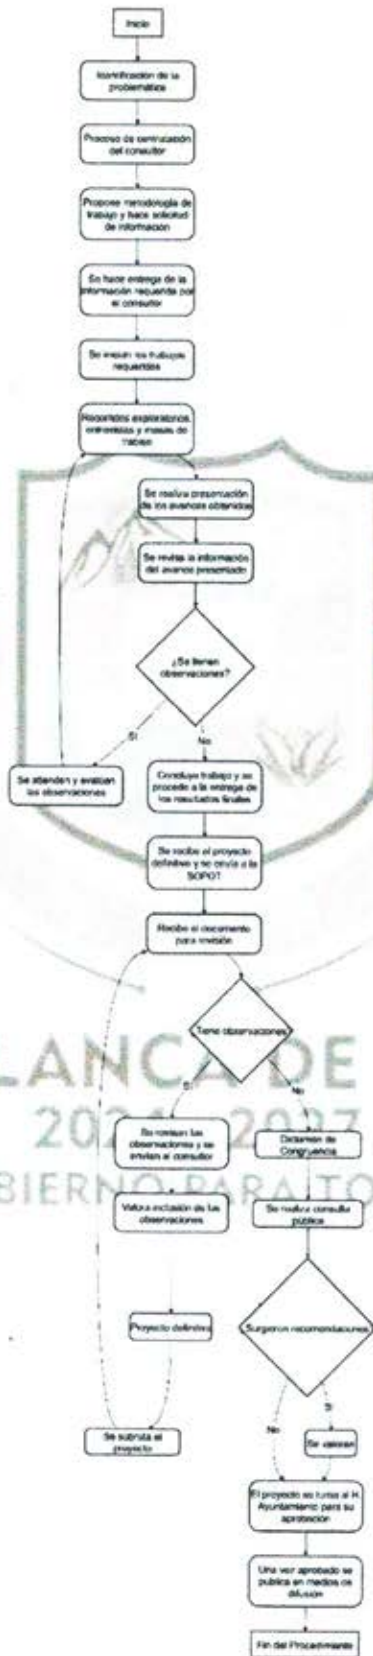 Inicio
Identificación de la
problemática
Proceso de contratación
del consultor
Propone metodología de
trabajo y hace solicitud
de información
Se hace entrega de la
información requerida por
el consultor
Se inician los trabajos
requeridos
Recorridos exploratorios,
entrevistas y mesas de
trabajo
Se realiza presentación
de los avances obtenidos
Se revisa la información
del avance presentado
¿Se tienen
observaciones?
Si
No
Se atienden y evalúan
las observaciones
Concluye trabajo y se
procede a la entrega de
los resultados finales
Se recibe el proyecto
definitivo y se envía a la
SOPOT
Recibe el documento
para revisión
Tiene observaciones
LANCA DE
Si
No
2024 2027
Se revisan las
observaciones y se
envían al consultor
Dictamen de
Congruencia
BIERNO PARA TO
Valora inclusión de las
observaciones
Se realiza consulta
pública
Proyecto definitivo
Surgieron recomendaciones
No
Si
Se valoran
Se subruta el
proyecto
El proyecto se turna al H.
Ayuntamiento para su
aprobación
Una vez aprobado se
publica en medios de
difusión
Fin del Procedimiento